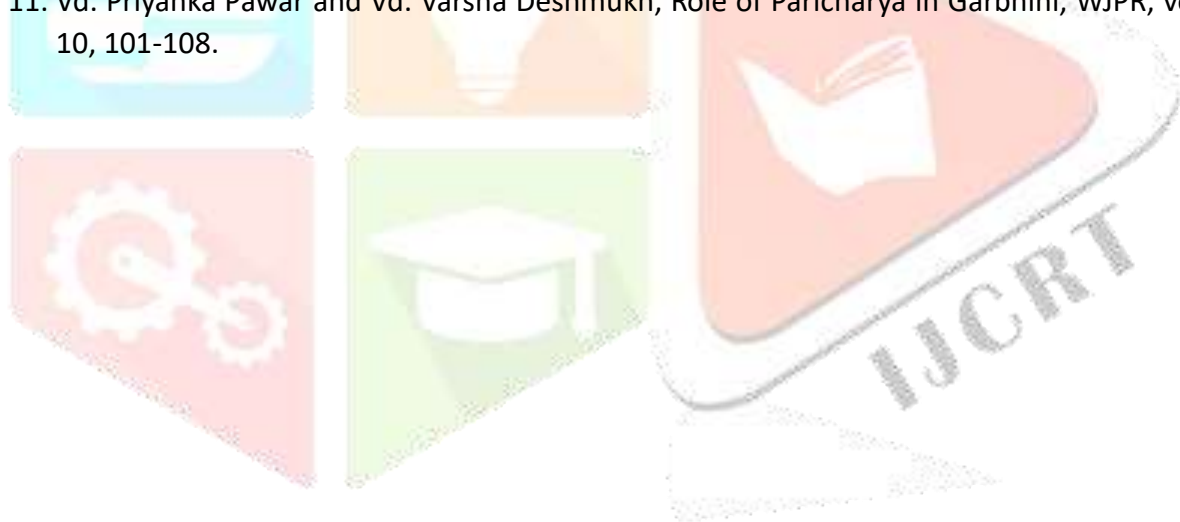 11. Vd. Priyanka Pawar and Vd. Varsha Deshmukh, Role of Paricharya in Garbhini, WJPR,
10, 101-108.
IJCRT